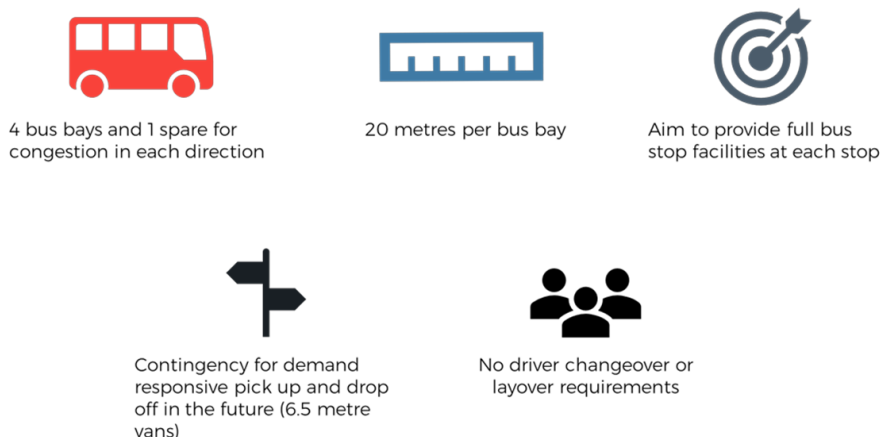 4 bus bays and 1 spare for
congestion in each direction
20 metres per bus bay
Aim to provide full bus
stop facilities at each stop
Contingency for demand
responsive pick up and drop
off in the future (6.5 metre
vans)
No driver changeover or
layover requirements